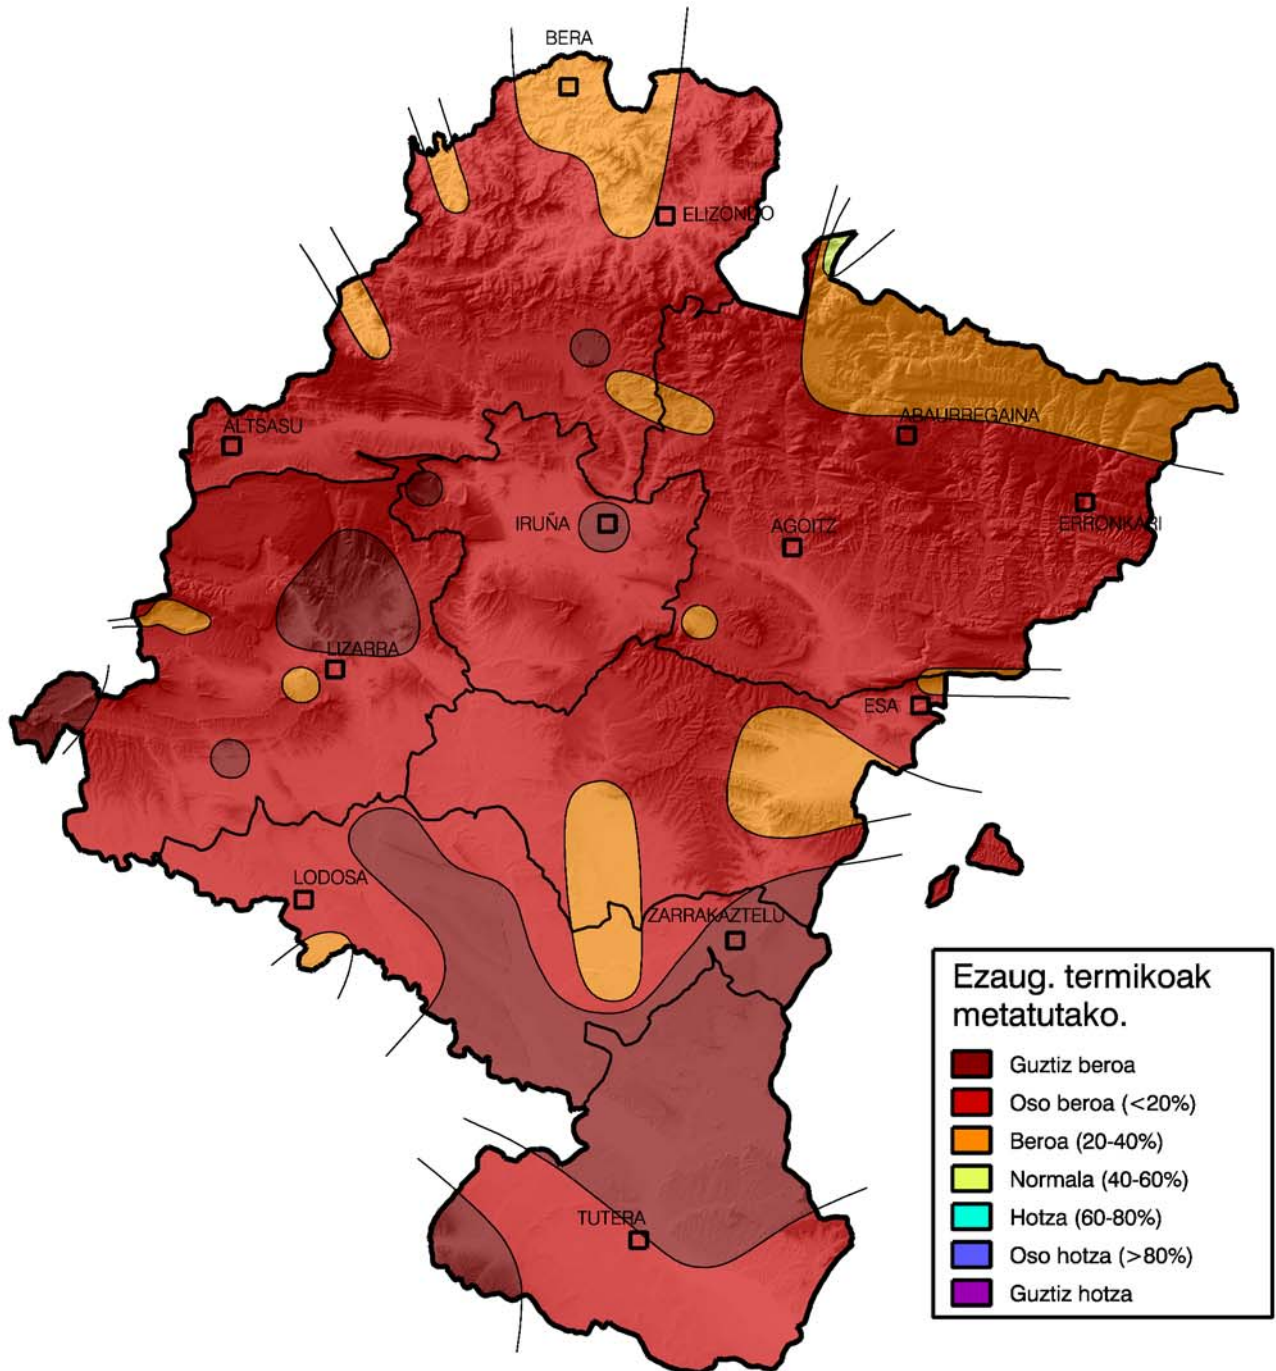 BERA
ELIZONDO
ALTSASU
ABAURREGAINA
IRUÑA
AGOITZ
ERRONKARI
LIZARRA
ESA
LODOSA
ZARRAKAZTELU
TUTERA
Ezaug. termikoak
metatutako.
Guztiz beroa
Oso beroa (<20%)
Beroa (20-40%)
Normala (40-60%)
Hotza (60-80%)
Oso hotza (>80%)
Guztiz hotza